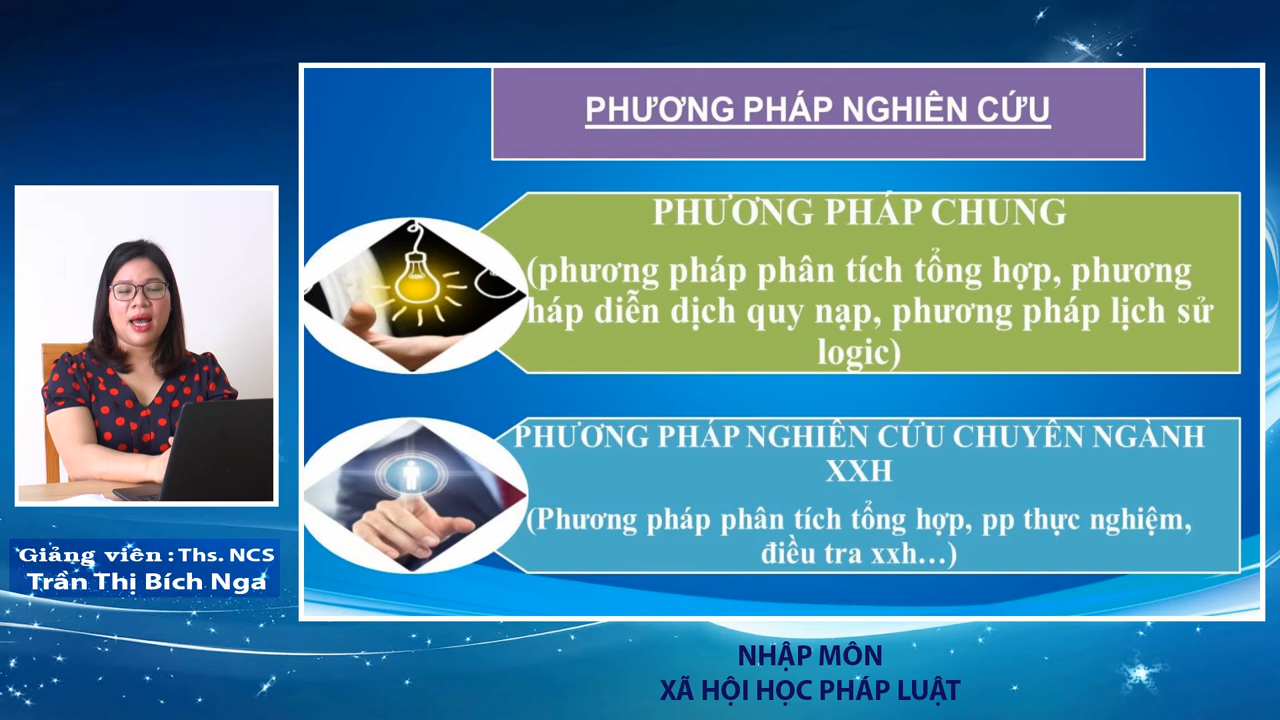 PHƯƠNG PHÁP NGHIÊN CỨU
PHƯƠNG PHÁP CHUNG
(phương pháp phân tích tổng hợp, phương
háp diễn dịch quy nạp, phương pháp lịch sử
logic)
PHƯƠNG PHÁP NGHIÊN CỨU CHUYÊN NGÀNH
XXH
(Phương pháp phân tích tổng hợp, pp thực nghiệm,
điều tra xxh...)
Giảng viên : Ths. NCS
Trần Thị Bích Nga
NHẬP MÔN
XÃ HỘI HỌC PHÁP LUẬT